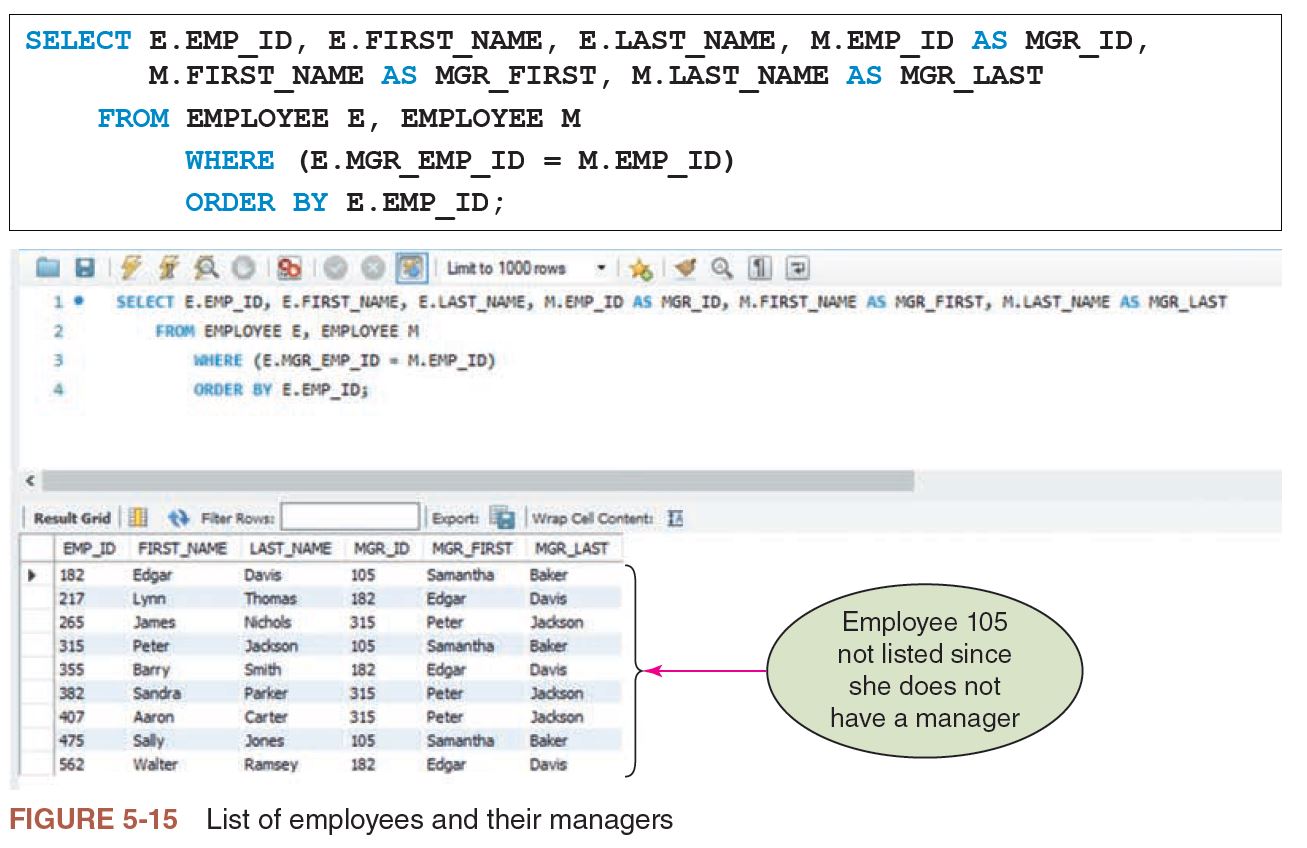 SELECT E.EMP_ID, E.FIRST_NAME, E.LAST_NAME, M.EMP_ID AS MGR_ID,
M.FIRST_NAME AS MGR_FIRST, M.LAST_NAME AS MGR_LAST
FROM EMPLOYEE E, EMPLOYEE M
WHERE (E.MGR_EMP_ID = M.EMP_ID)
ORDER BY E.EMP_ID;
Limit to 1000 rows
1 SELECT E.EMP_ID, E.FIRST_NAME, E.LAST_NAME, M.EMP_ID AS MGR_ID, M.FIRST_NAME AS MGR_FIRST, M.LAST_NAME AS MGR_LAST
2 FROM EMPLOYEE E, EMPLOYEE M
3 WHERE (E.MGR_EMP_ID = M.EMP_ID)
4 ORDER BY E.EMP_ID;
Result Grid Filter Rows: Export: Wrap Cell Content:
EMP_ID FIRST_NAME LAST_NAME MGR_ID MGR_FIRST MGR_LAST
182 Edgar Davis 105 Samantha Baker
217 Lynn Thomas 182 Edgar Davis
265 James Nichols 315 Peter Jackson
315 Peter Jackson 105 Samantha Baker
355 Barry Smith 182 Edgar Davis
382 Sandra Parker 315 Peter Jackson
407 Aaron Carter 315 Peter Jackson
475 Sally Jones 105 Samantha Baker
562 Walter Ramsey 182 Edgar Davis
Employee 105
not listed since
she does not
have a manager
FIGURE 5-15 List of employees and their managers